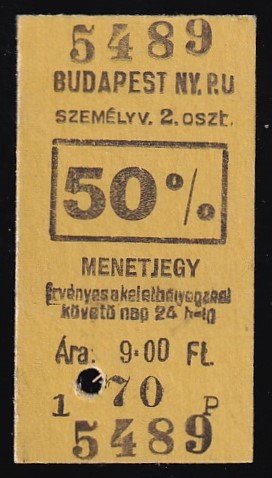 5489
BUDAPEST NY. P.U
SZEMÉLYV. 2. OSZT.
50%
MENETJEGY
érvényes a keletbélyegzést
követő nap 24 h-ig
Ára: 9·00 Ft.
70
1 P
5489